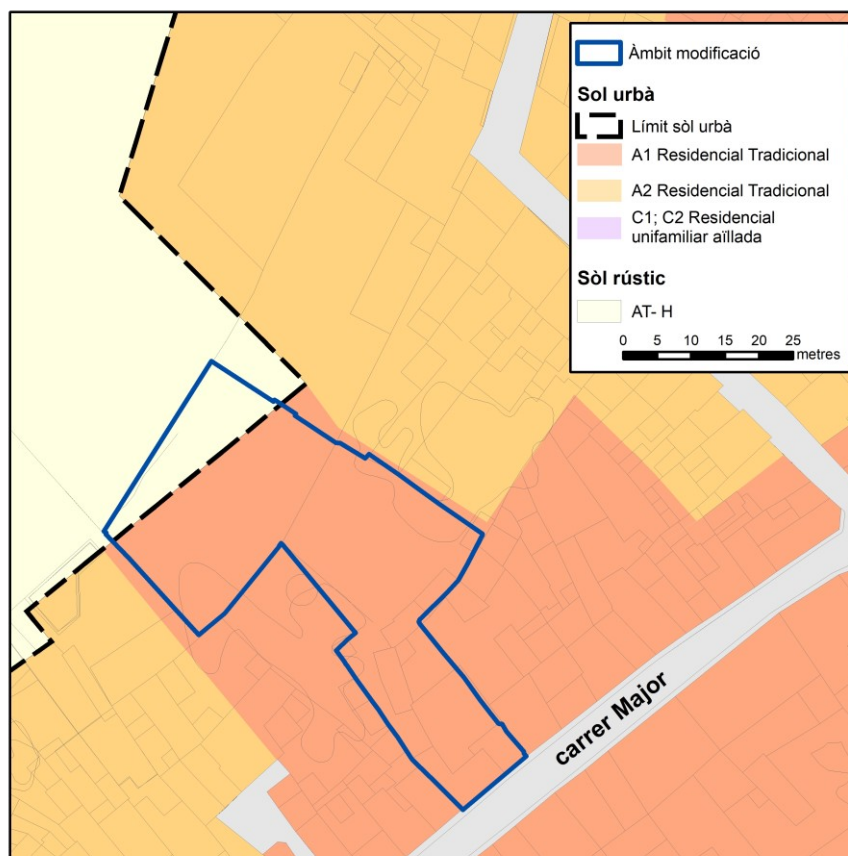 Àmbit modificació
Sol urbà
Límit sòl urbà
A1 Residencial Tradicional
A2 Residencial Tradicional
C1; C2 Residencial
unifamiliar aïllada
Sòl rústic
AT- H
0 5 10 15 20 25
metres
carrer Major